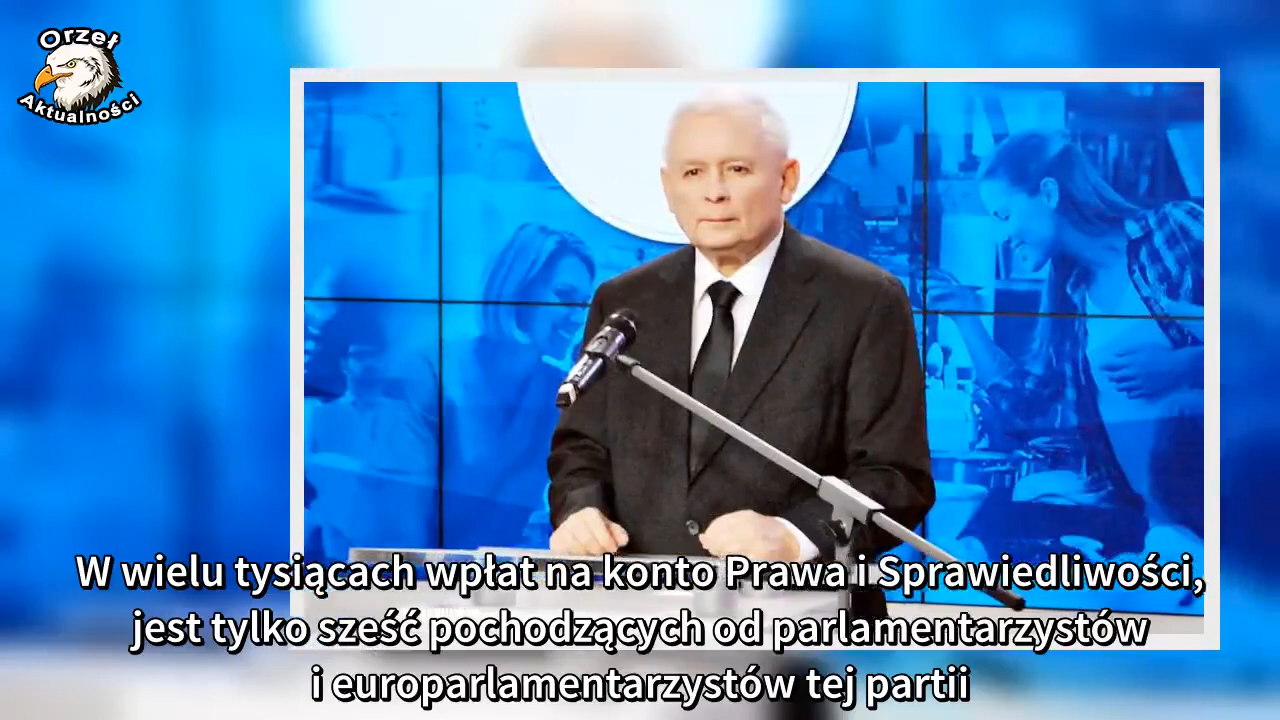 Orzeł
Aktualności
W wielu tysiącach wpłat na konto Prawa i Sprawiedliwości,
jest tylko sześć pochodzących od parlamentarzystów
i europarlamentarzystów tej partii